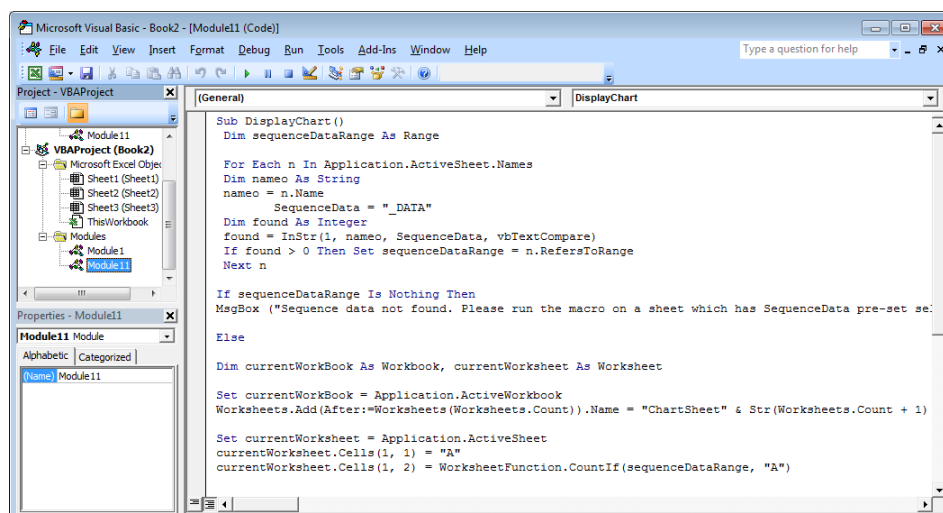 Microsoft Visual Basic - Book2 - [Module11 (Code)]
File Edit View Insert Format Debug Run Tools Add-Ins Window Help
Type a question for help
Project - VBAProject
(General)
DisplayChart
Module11
VBAProject (Book2)
Microsoft Excel Objec
Sheet1 (Sheet1)
Sheet2 (Sheet2)
Sheet3 (Sheet3)
ThisWorkbook
Modules
Module1
Module11
Properties - Module11
Module11 Module
Alphabetic Categorized
(Name) Module11
Sub DisplayChart()
Dim sequenceDataRange As Range
For Each n In Application.ActiveSheet.Names
Dim nameo As String
nameo = n.Name
SequenceData = "_DATA"
Dim found As Integer
found = InStr(1, nameo, SequenceData, vbTextCompare)
If found > 0 Then Set sequenceDataRange = n.RefersToRange
Next n
If sequenceDataRange Is Nothing Then
MsgBox ("Sequence data not found. Please run the macro on a sheet which has SequenceData pre-set sel
Else
Dim currentWorkBook As Workbook, currentWorksheet As Worksheet
Set currentWorkBook = Application.ActiveWorkbook
Worksheets.Add(After:=Worksheets(Worksheets.Count)).Name = "ChartSheet" & Str(Worksheets.Count + 1)
Set currentWorksheet = Application.ActiveSheet
currentWorksheet.Cells(1, 1) = "A"
currentWorksheet.Cells(1, 2) = WorksheetFunction.CountIf(sequenceDataRange, "A")